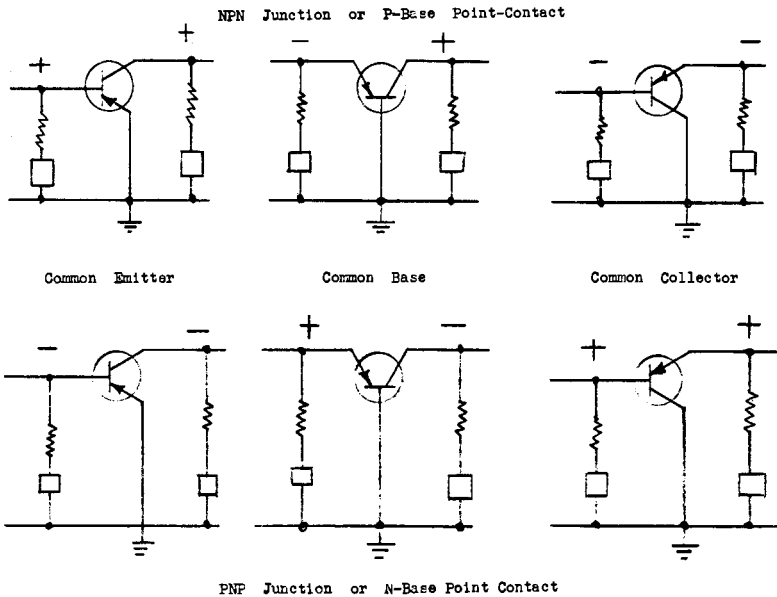 NPN Junction or P-Base Point-Contact
+ + - + - -
Common Emitter Common Base Common Collector
- - + - + +
PNP Junction or N-Base Point Contact